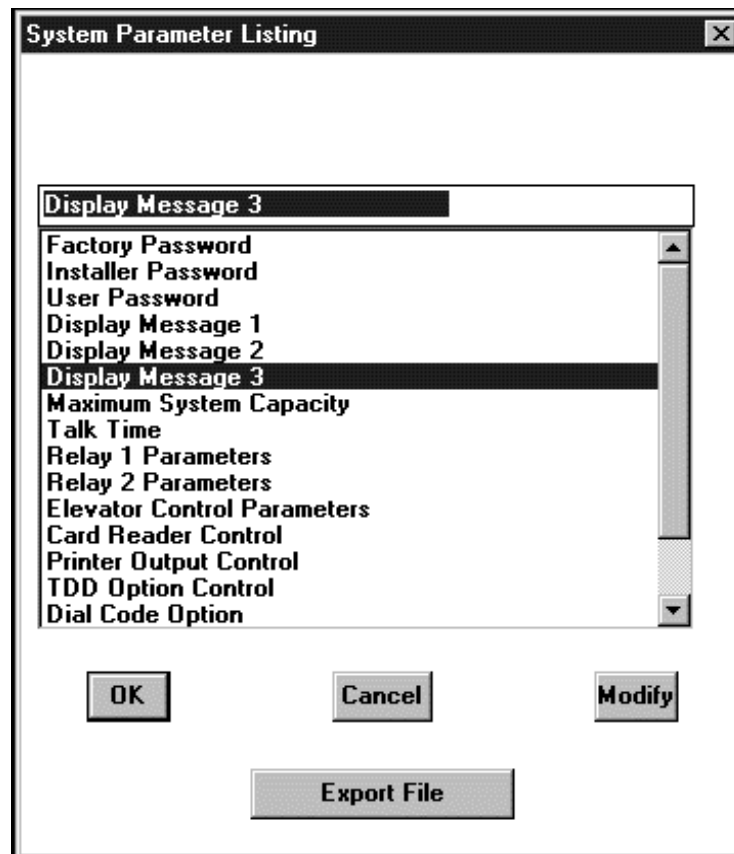 System Parameter Listing
Display Message 3
Factory Password
Installer Password
User Password
Display Message 1
Display Message 2
Display Message 3
Maximum System Capacity
Talk Time
Relay 1 Parameters
Relay 2 Parameters
Elevator Control Parameters
Card Reader Control
Printer Output Control
TDD Option Control
Dial Code Option
OK Cancel Modify
Export File